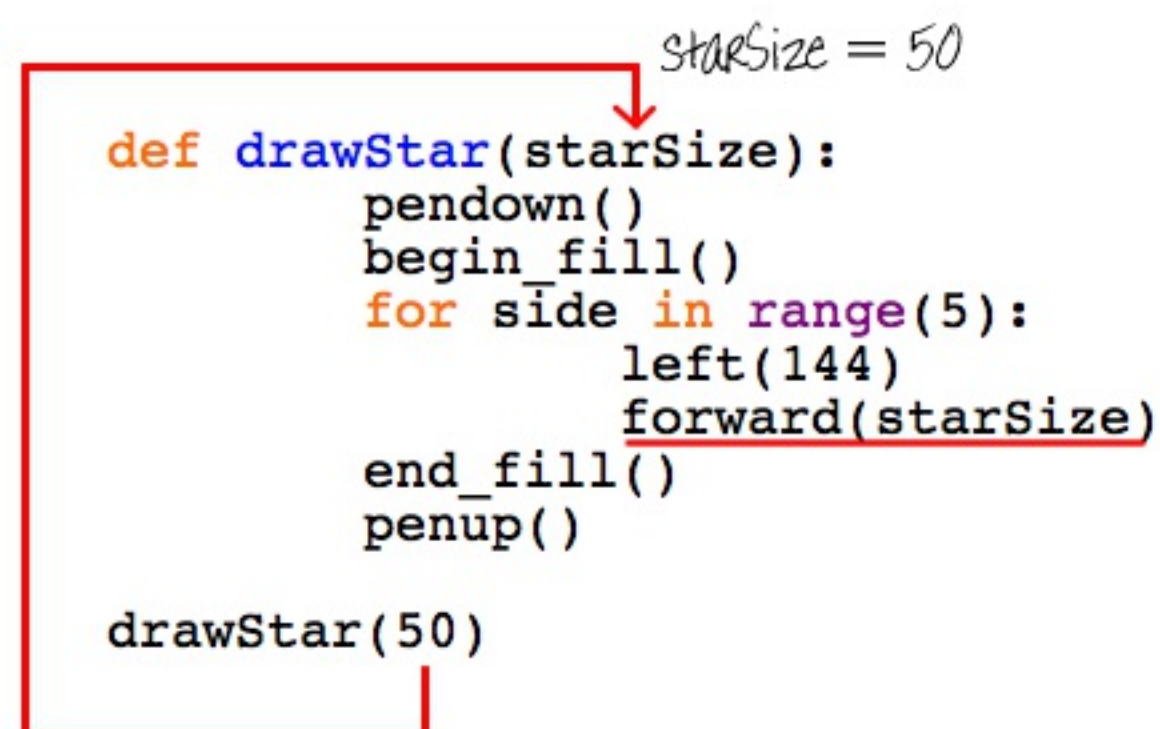 starSize = 50
def drawStar(starSize):
pendown()
begin_fill()
for side in range(5):
left(144)
forward(starSize)
end_fill()
penup()
drawStar(50)